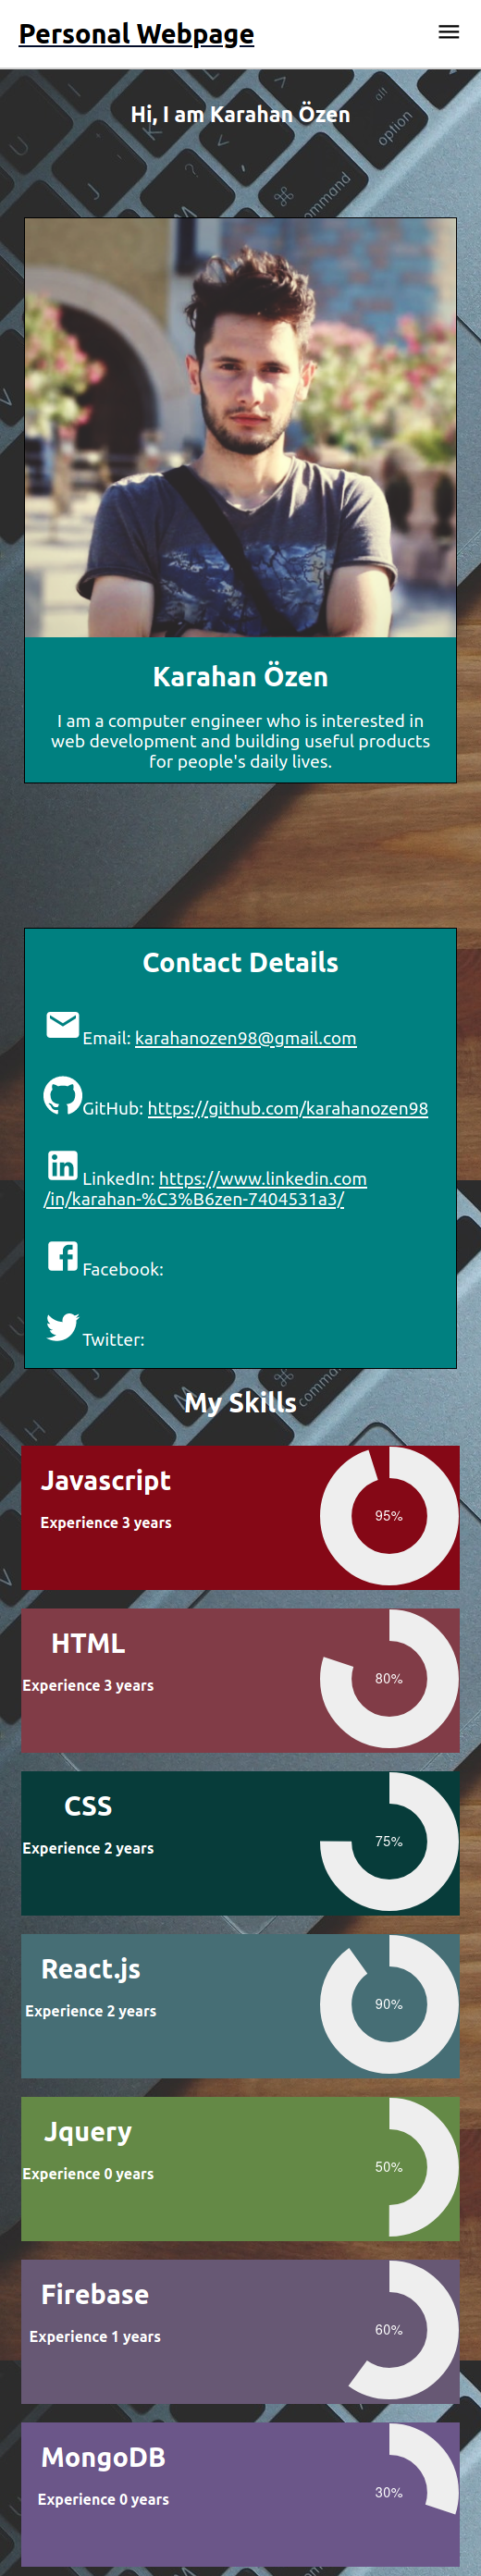 Personal Webpage
alt
option
K
J
M
?
⌘
command
Hi, I am Karahan Özen
Karahan Özen
I am a computer engineer who is interested in
web development and building useful products
for people's daily lives.
Contact Details
Email: karahanozen98@gmail.com
GitHub: https://github.com/karahanozen98
LinkedIn: https://www.linkedin.com
/in/karahan-%C3%B6zen-7404531a3/
Facebook:
Twitter:
My Skills
Javascript
Experience 3 years
95%
HTML
Experience 3 years
80%
CSS
Experience 2 years
75%
React.js
Experience 2 years
90%
Jquery
Experience 0 years
50%
Firebase
Experience 1 years
60%
MongoDB
Experience 0 years
30%